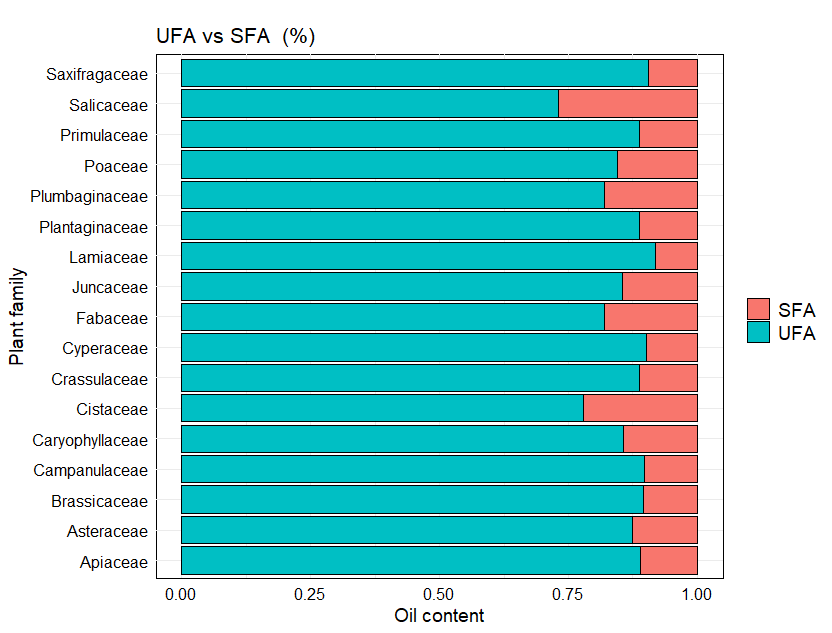 UFA vs SFA  (%)
Plant family
Saxifragaceae
Salicaceae
Primulaceae
Poaceae
Plumbaginaceae
Plantaginaceae
Lamiaceae
Juncaceae
Fabaceae
Cyperaceae
Crassulaceae
Cistaceae
Caryophyllaceae
Campanulaceae
Brassicaceae
Asteraceae
Apiaceae
0.00 0.25 0.50 0.75 1.00
Oil content
SFA
UFA